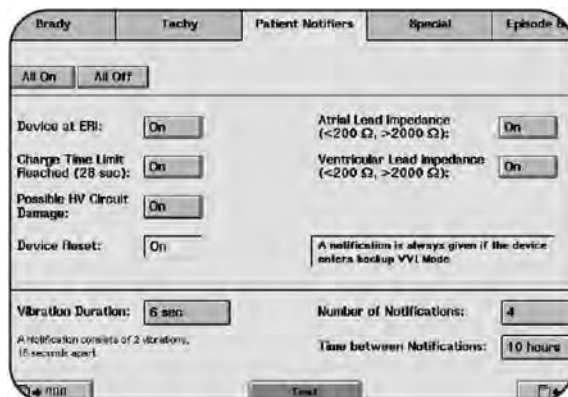 Brady Tachy Patient Notifiers Special Episode
All On All Off
Device at ERI: On
Atrial Lead Impedance
(<200 Ω, >2000 Ω): On
Charge Time Limit
Reached (28 sec): On
Ventricular Lead Impedance
(<200 Ω, >2000 Ω): On
Possible HV Circuit
Damage: On
Device Reset: On
A notification is always given if the device
enters backup VVI Mode
Vibration Duration: 6 sec
Number of Notifications: 4
A Notification consists of 2 vibrations,
16 seconds apart.
Time between Notifications: 10 hours
Test